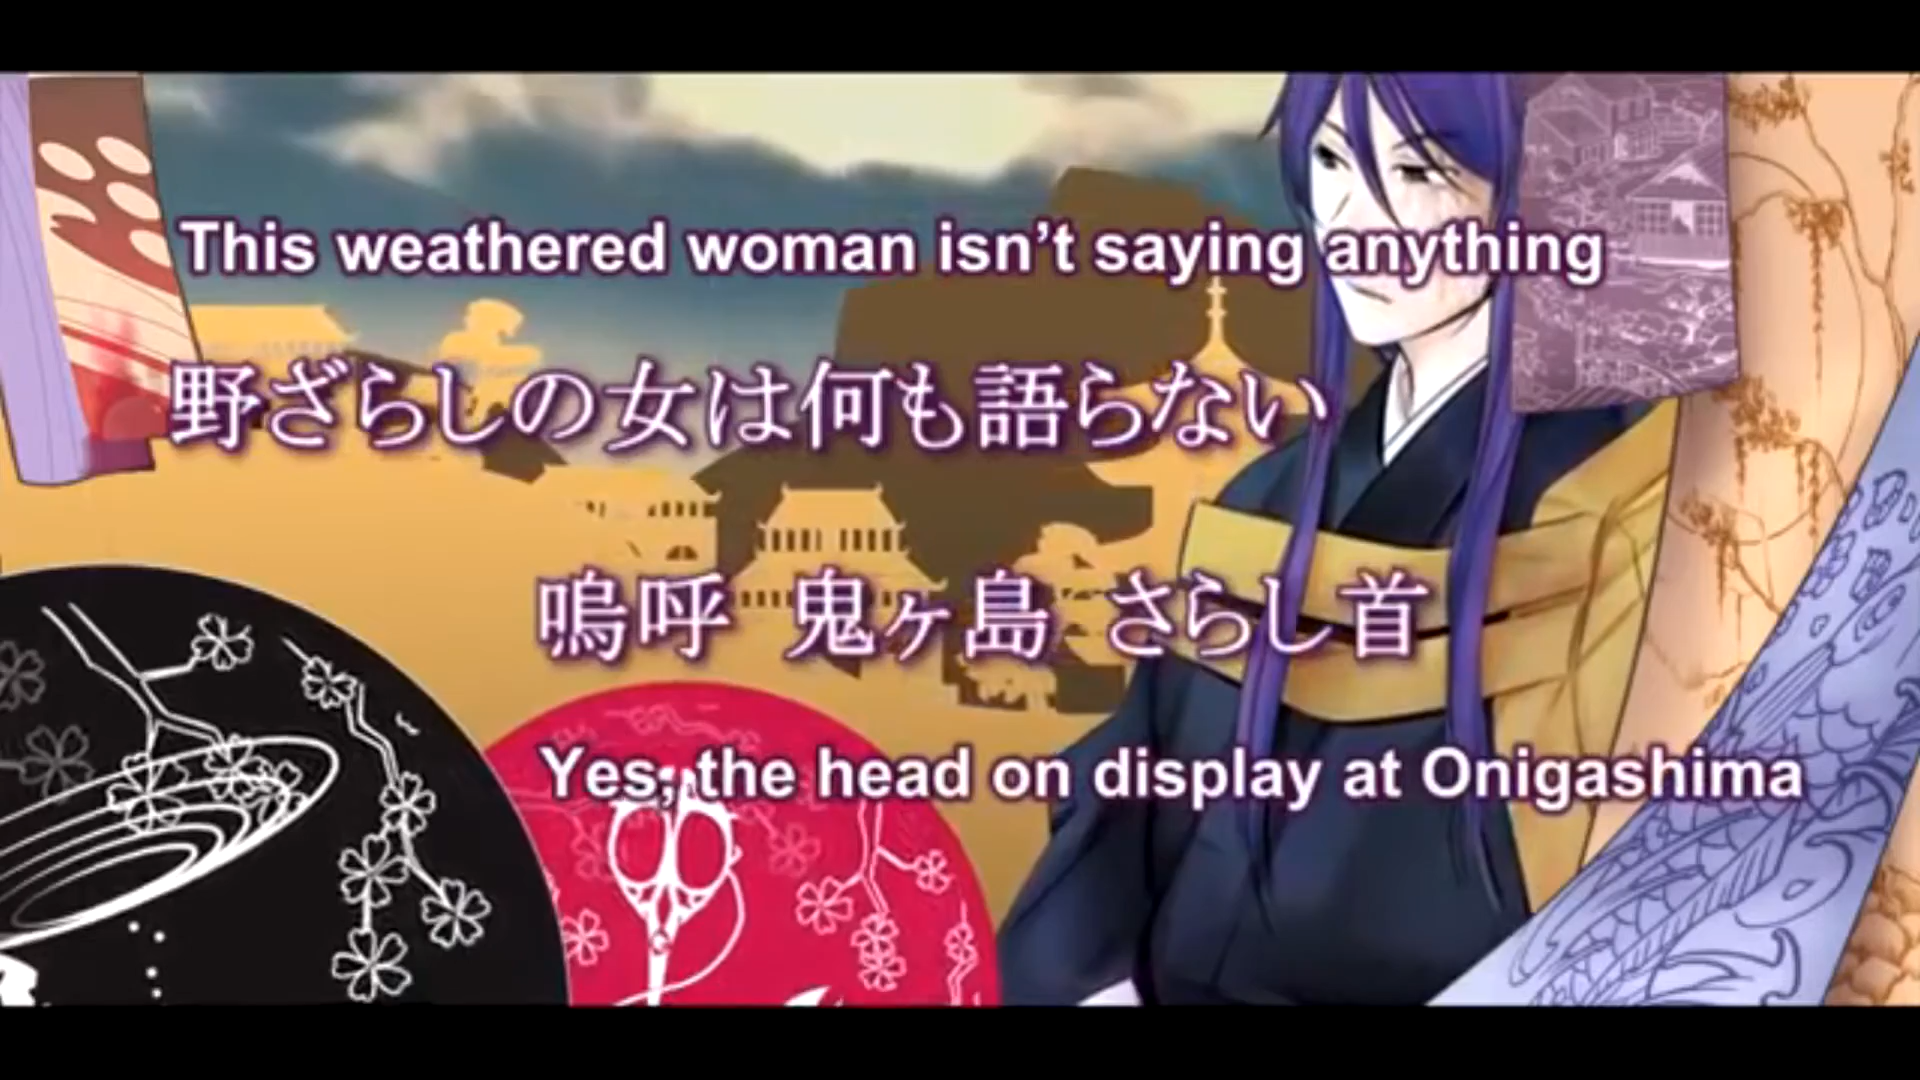 This weathered woman isn’t saying anything
野ざらしの女は何も語らない
嗚呼 鬼ヶ島 さらし首
Yes, the head on display at Onigashima